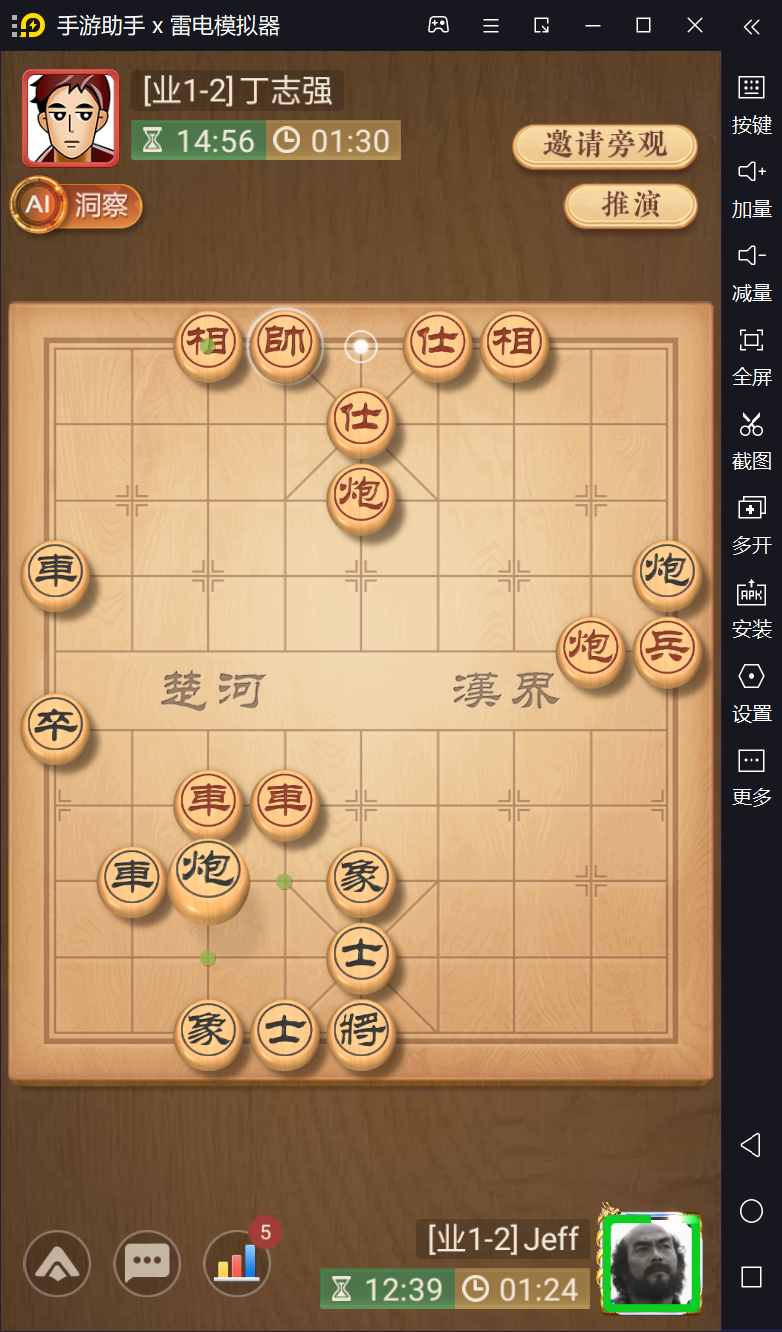 手游助手 x 雷电模拟器
[业1-2]丁志强
14:56 01:30
邀请旁观
AI 洞察
推演
相 帥 仕 相
仕
炮
車 炮
炮 兵
楚河 漢界
卒
車 車
車 炮 象
士
象 士 將
5
[业1-2]Jeff
12:39 01:24
按键
加量
减量
全屏
截图
多开
APK
安装
设置
更多